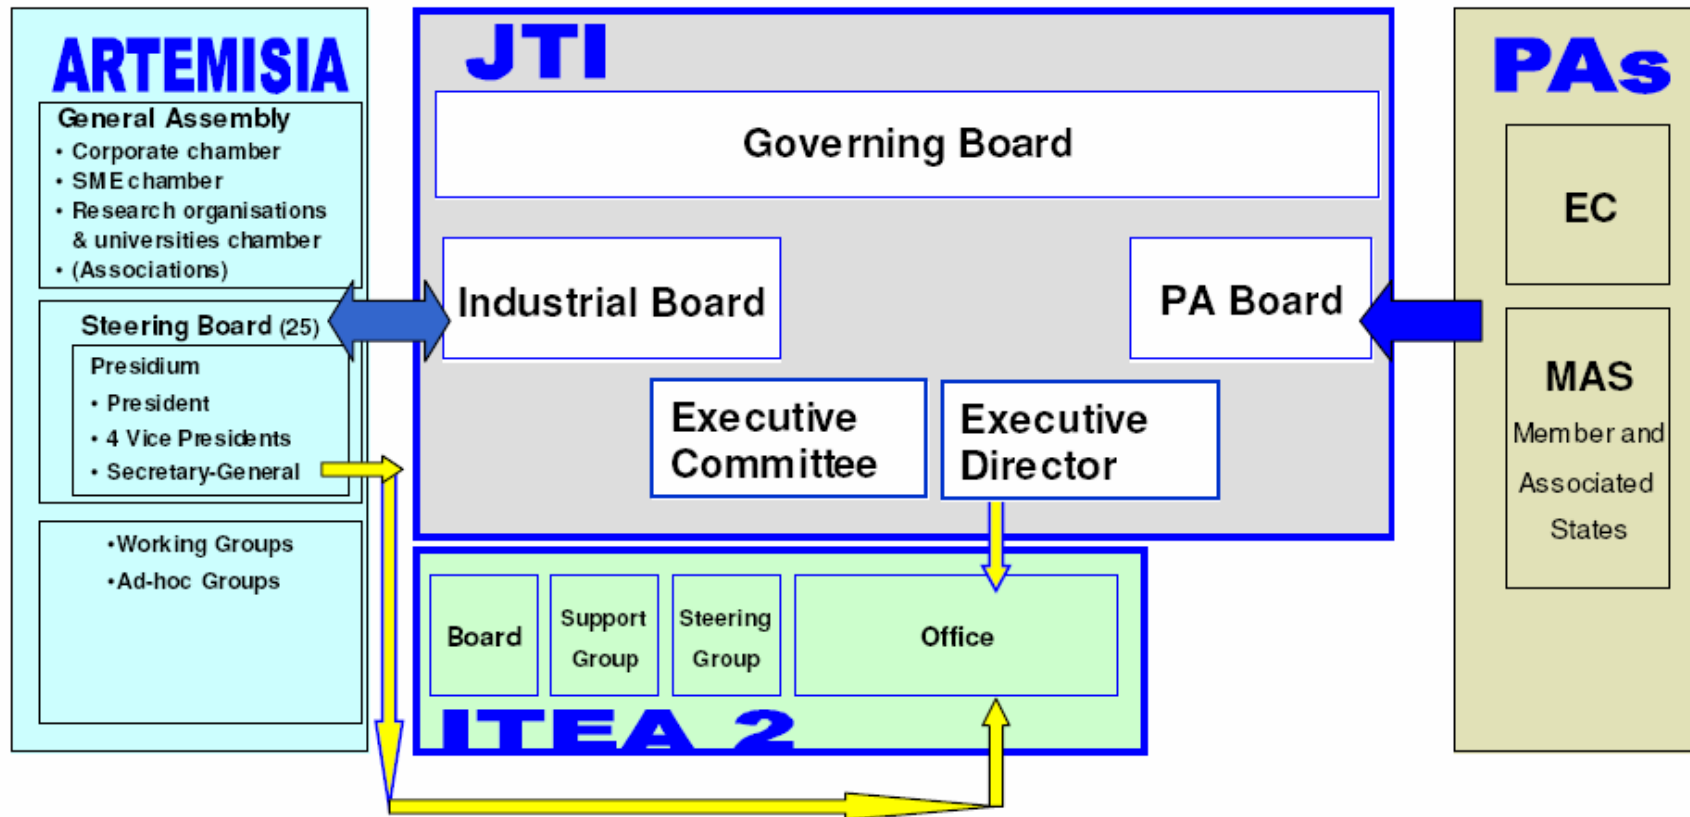 ARTEMISIA
General Assembly
• Corporate chamber
• SME chamber
• Research organisations
& universities chamber
• (Associations)
Steering Board (25)
Presidium
• President
• 4 Vice Presidents
• Secretary-General
•Working Groups
•Ad-hoc Groups
JTI
Governing Board
Industrial Board
PA Board
Executive
Committee
Executive
Director
Board
Support
Group
Steering
Group
Office
ITEA 2
PAs
EC
MAS
Member and
Associated
States